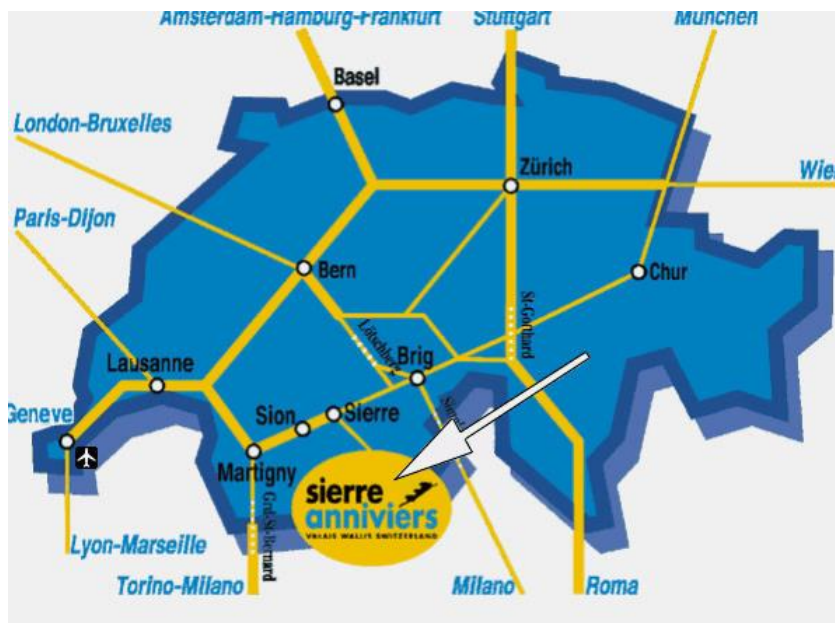 Amsterdam-Hamburg-Frankfurt
Stuttgart
München
Basel
London-Bruxelles
Zürich
Wien
Paris-Dijon
Bern
Chur
St-Gotthard
Lötschberg
Lausanne
Brig
Geneve
Sion
Sierre
Martigny
sierre
anniviers
VALAIS WALLIS SWITZERLAND
Grd-St-Bernard
Lyon-Marseille
Torino-Milano
Milano
Roma